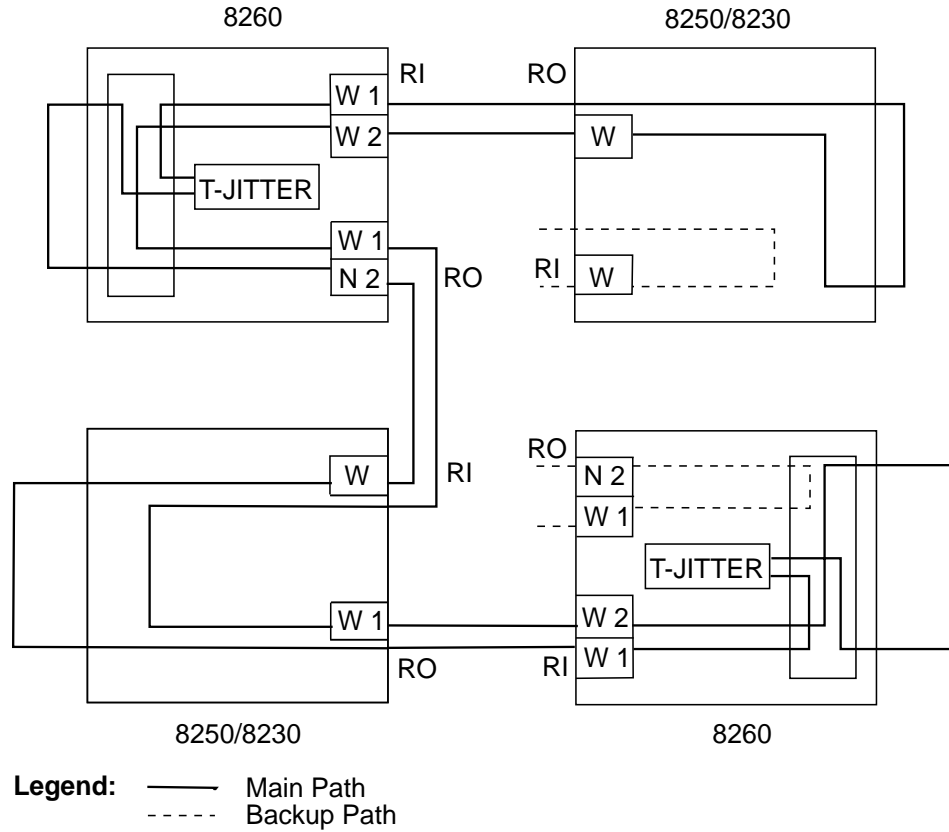 8260
8250/8230
RI
RO
W 1
W 2
W
T-JITTER
W 1
N 2
RO
RI
W
W
RI
RO
N 2
W 1
T-JITTER
W 1
W 2
W 1
RO
RI
8250/8230
8260
Legend:
Main Path
Backup Path